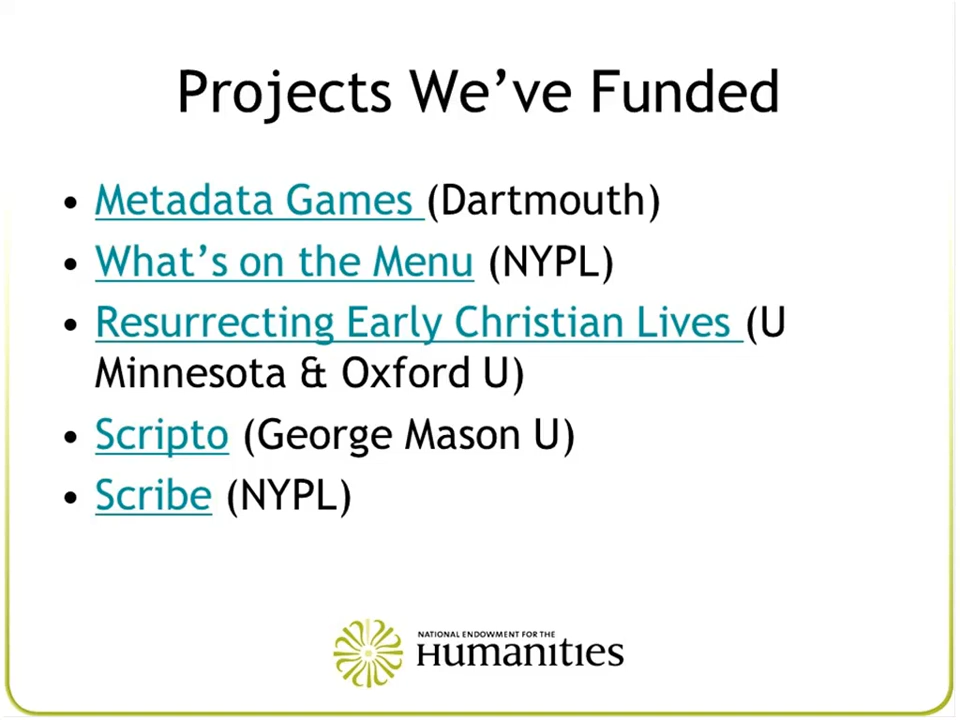 Projects We’ve Funded
• Metadata Games (Dartmouth)
• What’s on the Menu (NYPL)
• Resurrecting Early Christian Lives (U
Minnesota & Oxford U)
• Scripto (George Mason U)
• Scribe (NYPL)
NATIONAL ENDOWMENT FOR THE
Humanities